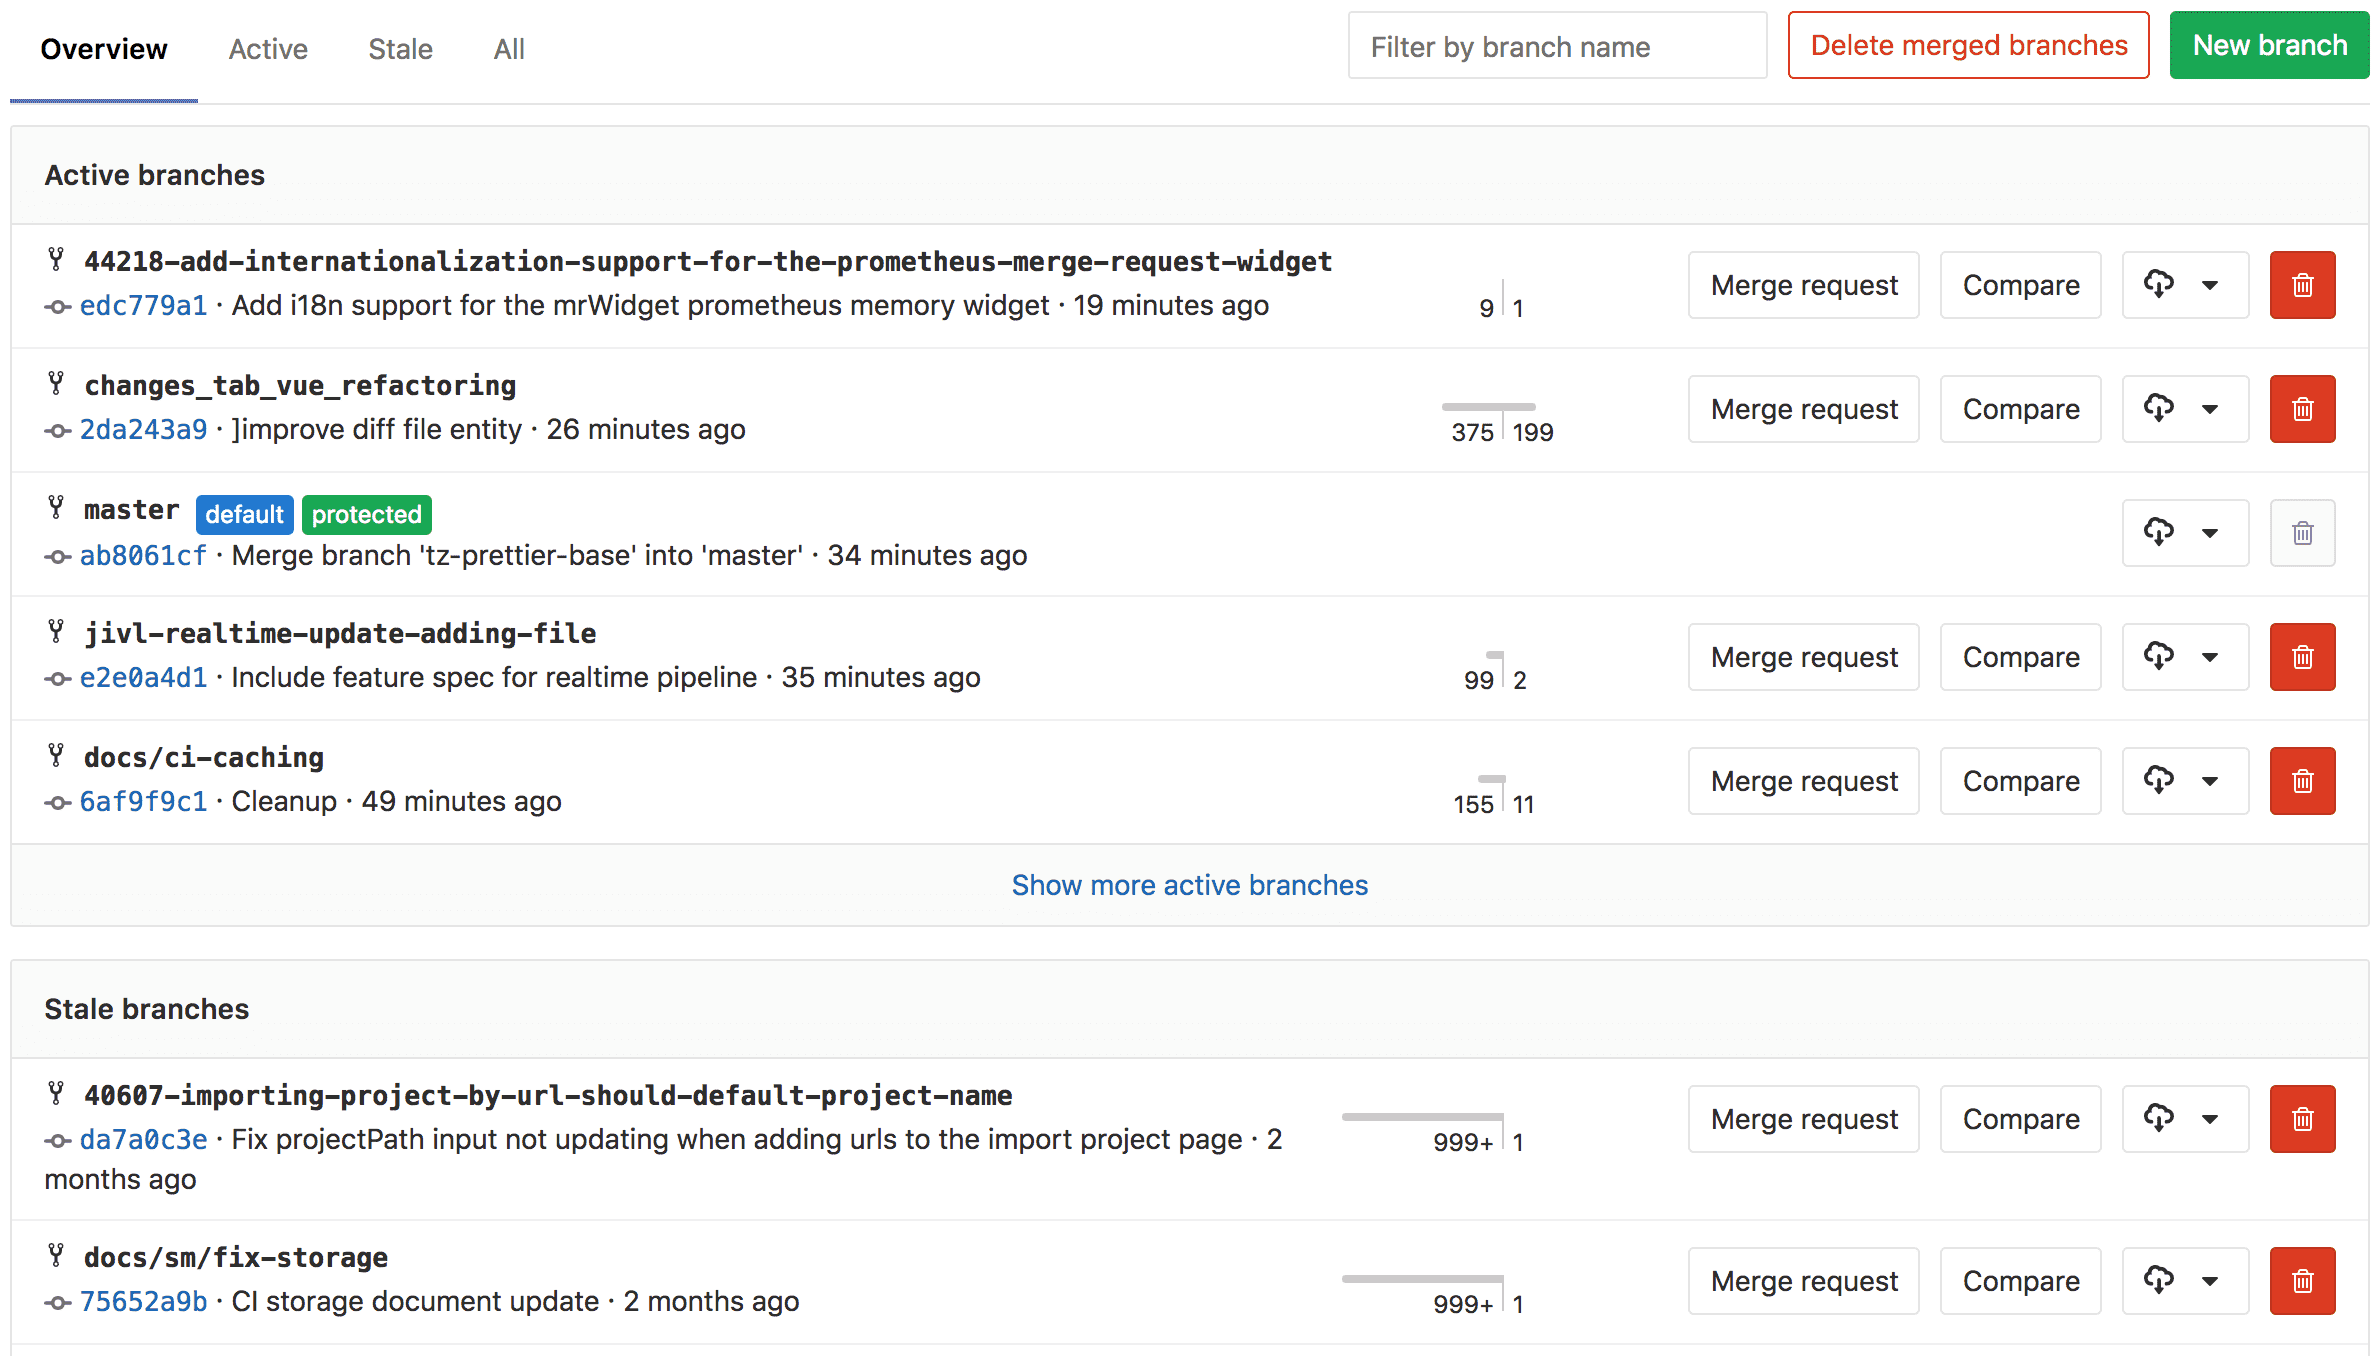 Overview Active Stale All Filter by branch name Delete merged branches New branch
Active branches
44218-add-internationalization-support-for-the-prometheus-merge-request-widget
edc779a1 · Add i18n support for the mrWidget prometheus memory widget · 19 minutes ago
9 1 Merge request Compare
changes_tab_vue_refactoring
2da243a9 · ]improve diff file entity · 26 minutes ago
375 199 Merge request Compare
master default protected
ab8061cf · Merge branch 'tz-prettier-base' into 'master' · 34 minutes ago
jivl-realtime-update-adding-file
e2e0a4d1 · Include feature spec for realtime pipeline · 35 minutes ago
99 2 Merge request Compare
docs/ci-caching
6af9f9c1 · Cleanup · 49 minutes ago
155 11 Merge request Compare
Show more active branches
Stale branches
40607-importing-project-by-url-should-default-project-name
da7a0c3e · Fix projectPath input not updating when adding urls to the import project page · 2
months ago
999+ 1 Merge request Compare
docs/sm/fix-storage
75652a9b · CI storage document update · 2 months ago
999+ 1 Merge request Compare